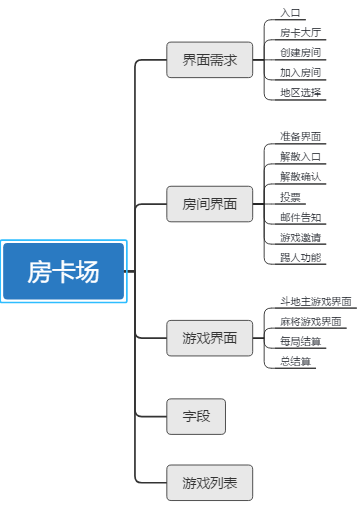 房卡场
界面需求
入口
房卡大厅
创建房间
加入房间
地区选择
房间界面
准备界面
解散入口
解散确认
投票
邮件告知
游戏邀请
踢人功能
游戏界面
斗地主游戏界面
麻将游戏界面
每局结算
总结算
字段
游戏列表